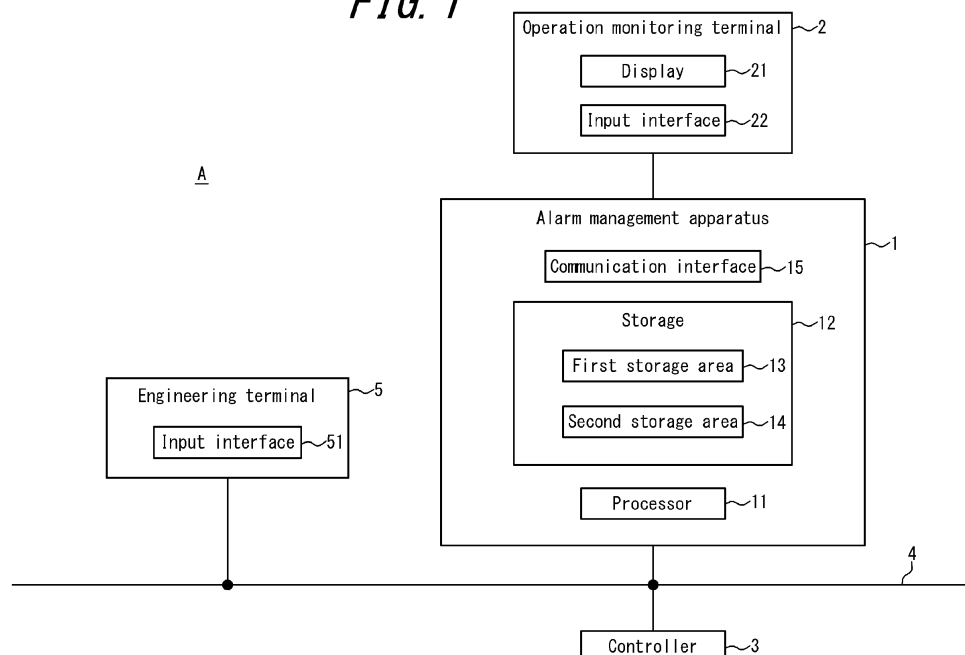 FIG. 1
Operation monitoring terminal
2
Display
21
Input interface
22
A
Alarm management apparatus
1
Communication interface
15
Storage
12
First storage area
13
Second storage area
14
Engineering terminal
5
Input interface
51
Processor
11
4
Controller
3